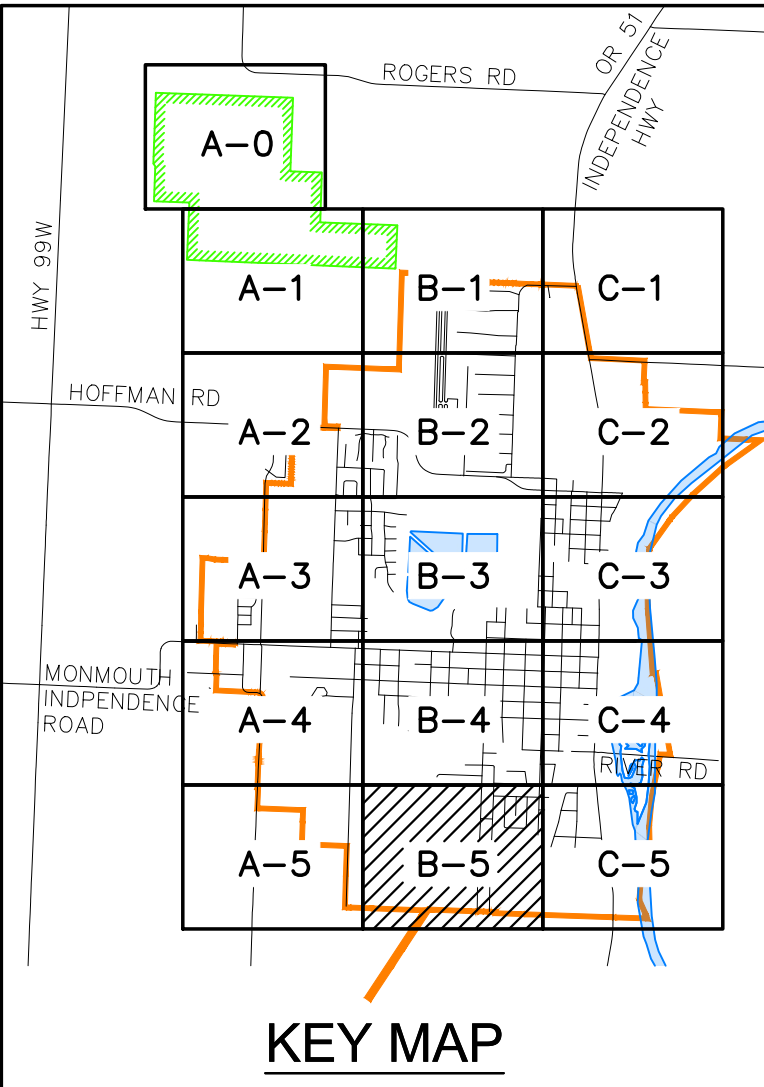 OR 51
INDEPENDENCE
HWY
ROGERS RD
A-0
HWY 99W
A-1
B-1
C-1
HOFFMAN RD
A-2
B-2
C-2
A-3
B-3
C-3
MONMOUTH
INDPENDENCE
ROAD
A-4
B-4
C-4
RIVER RD
A-5
B-5
C-5
KEY MAP